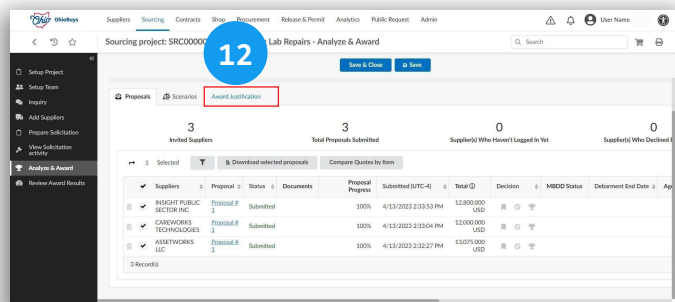 Ohio OhioBuys Suppliers Sourcing Contracts Shop Procurement Release & Permit Analytics Public Request Admin User Name
Sourcing project: SRC00000 Lab Repairs - Analyze & Award Search
12
Save & Close Save
Setup Project
Setup Team
Inquiry
Add Suppliers
Prepare Solicitation
View Solicitation
activity
Analyze & Award
Review Award Results
Proposals Scenarios Award Justification
3 3 0 0
Invited Suppliers Total Proposals Submitted Supplier(s) Who Haven't Logged In Yet Supplier(s) Who Declined
3 Selected Download selected proposals Compare Quotes by Item
Suppliers Proposal Status Documents Proposal Progress Submitted (UTC-4) Total Decision MBDD Status Debarment End Date
INSIGHT PUBLIC SECTOR INC Proposal # 1 Submitted 100% 4/13/2023 2:33:53 PM 12,800.000 USD
CAREWORKS TECHNOLOGIES Proposal # 1 Submitted 100% 4/13/2023 2:33:04 PM 12,000.000 USD
ASSETWORKS LLC Proposal # 1 Submitted 100% 4/13/2023 2:32:27 PM 13,075.000 USD
3 Record(s)